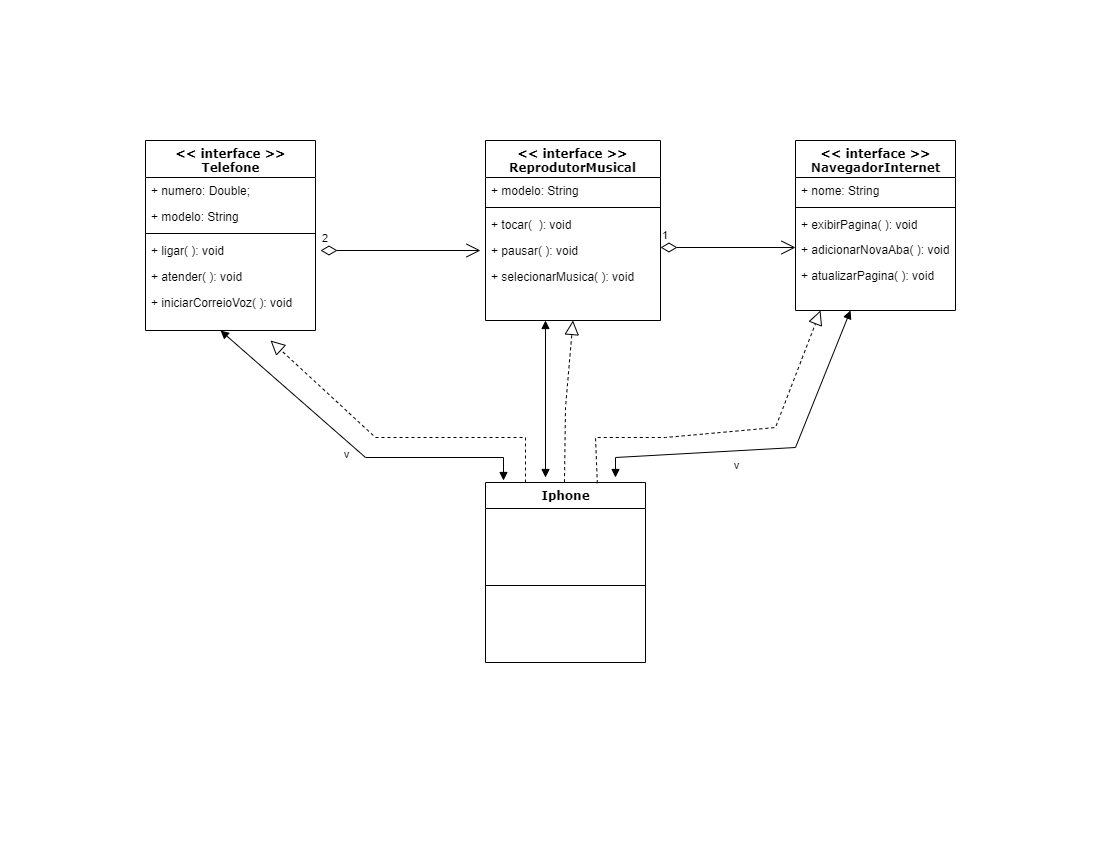 << interface >>
Telefone
+ numero: Double;
+ modelo: String
+ ligar( ): void
+ atender( ): void
+ iniciarCorreioVoz( ): void
2
<< interface >>
ReprodutorMusical
+ modelo: String
+ tocar(  ): void
+ pausar( ): void
+ selecionarMusica( ): void
1
<< interface >>
NavegadorInternet
+ nome: String
+ exibirPagina( ): void
+ adicionarNovaAba( ): void
+ atualizarPagina( ): void
v
v
Iphone